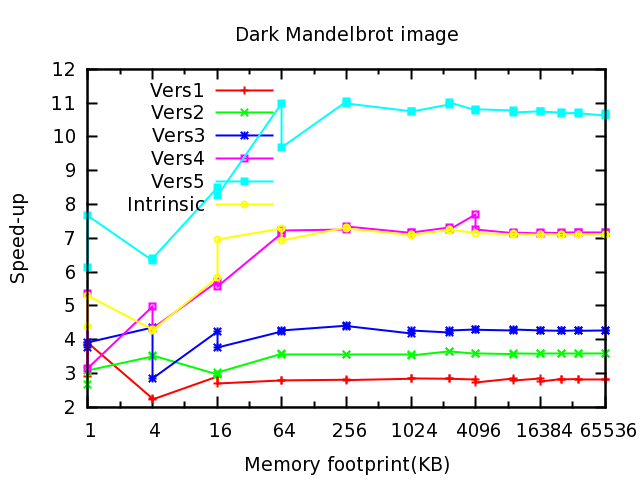 Dark Mandelbrot image
12
11
10
9
8
7
6
5
4
3
2
Speed-up
Vers1
Vers2
Vers3
Vers4
Vers5
Intrinsic
1 4 16 64 256 1024 4096 16384 65536
Memory footprint(KB)